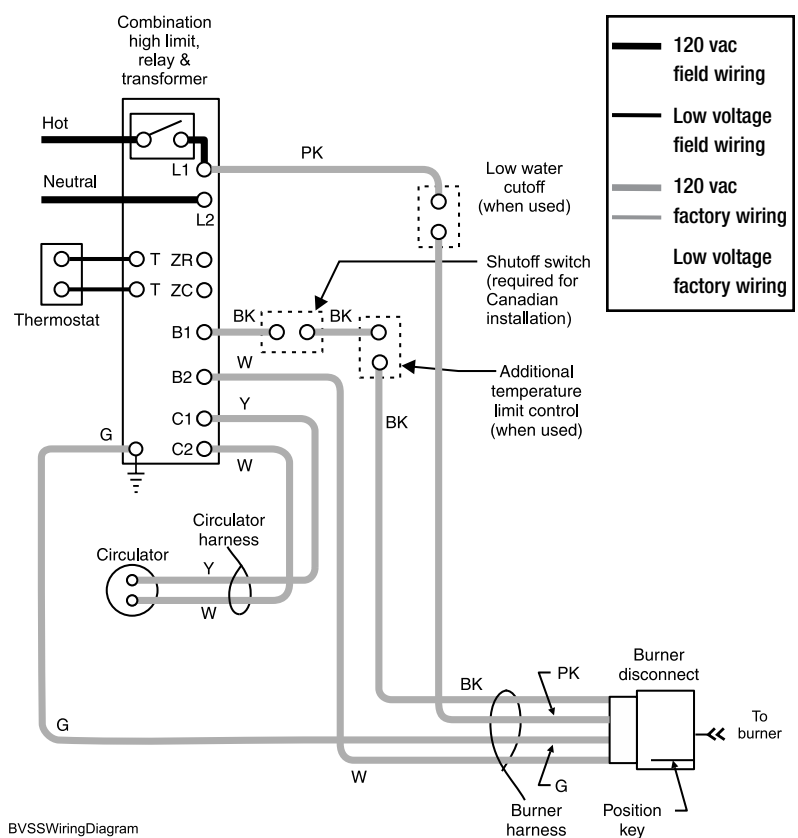 Combination
high limit,
relay &
transformer
120 vac
field wiring
Low voltage
field wiring
120 vac
factory wiring
Low voltage
factory wiring
Hot
L1
PK
Neutral
L2
Low water
cutoff
(when used)
T ZR
T ZC
Thermostat
Shutoff switch
(required for
Canadian
installation)
B1
BK
BK
B2
W
Additional
temperature
limit control
(when used)
C1
Y
BK
G
C2
W
Circulator
harness
Circulator
Y
W
Burner
disconnect
BK
PK
To
burner
G
W
G
Burner
harness
Position
key
BVSSWiringDiagram